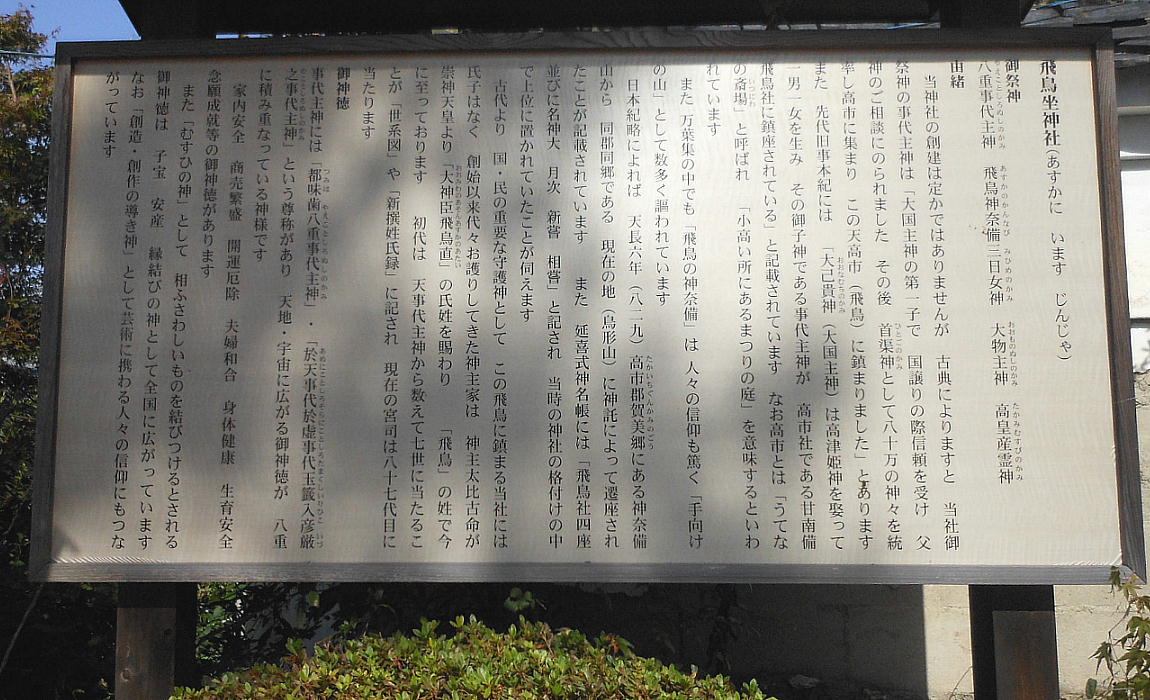 飛鳥坐神社（あすかに　います　じんじゃ）
御祭神
八重事代主神　飛鳥神奈備三日女神　大物主神　高皇産霊神
由緒
当神社の創建は定かではありませんが　古典によりますと　当社御
祭神の事代主神は「大国主神の第一子で　国譲りの際信頼を受け　父
神のご相談にのられました　その後　首渠神として八十万の神々を統
率し高市に集まり　この天高市（飛鳥）に鎮まりました」とあります
また　先代旧事本紀には　「大己貴神（大国主神）は高津姫神を娶って
一男一女を生み　その御子神である事代主神が　高市社である甘南備
飛鳥社に鎮座されている」と記載されています　なお高市とは「うてな
の斎場」と呼ばれ　「小高い所にあるまつりの庭」を意味するといわ
れています
また　万葉集の中でも「飛鳥の神奈備」は　人々の信仰も篤く「手向け
の山」として数多く謳われています
日本紀略によれば　天長六年（八二九）高市郡賀美郷にある神奈備
山から　同郡同郷である　現在の地（鳥形山）に神託によって遷座され
たことが記載されています　また　延喜式神名帳には「飛鳥社四座
並びに名神大　月次　新嘗　相嘗」と記され　当時の神社の格付けの中
で上位に置かれていたことが伺えます
古代より　国・民の重要な守護神として　この飛鳥に鎮まる当社には
氏子はなく　創始以来代々お護りしてきた神主家は　神主太比古命が
崇神天皇より「大神臣飛鳥直」の氏姓を賜わり　「飛鳥」の姓で今
に至っております　初代は　天事代主神から数えて七世に当たるこ
とが「世系図」や「新撰姓氏録」に記され　現在の宮司は八十七代目に
当たります
御神徳
事代主神には「都味歯八重事代主神」・「於天事代於虚事代玉籖入彦厳
之事代主神」という尊称があり　天地・宇宙に広がる御神徳が　八重
に積み重なっている神様です
家内安全　商売繁盛　開運厄除　夫婦和合　身体健康　生育安全
念願成就等の御神徳があります
また「むすひの神」として　相ふさわしいものを結びつけるとされる
御神徳は　子宝　安産　縁結びの神として全国に広がっています
なお「創造・創作の導き神」として芸術に携わる人々の信仰にもつな
がっています